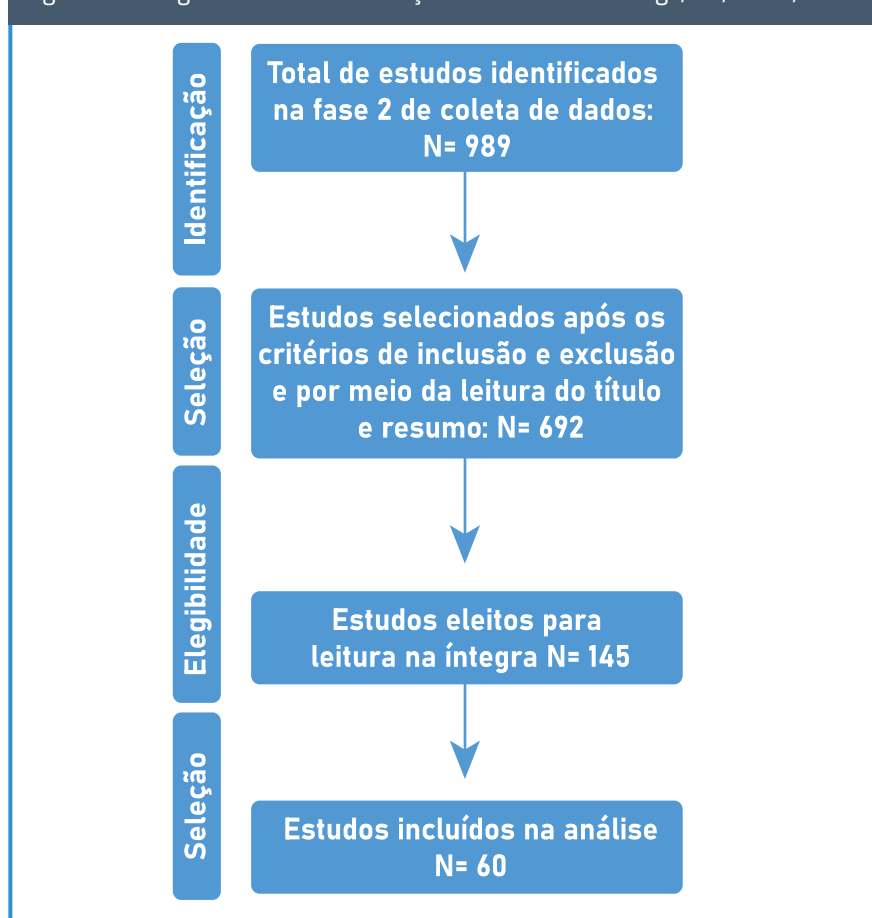 Identificação
Total de estudos identificados
na fase 2 de coleta de dados:
N= 989
Seleção
Estudos selecionados após os
critérios de inclusão e exclusão
e por meio da leitura do título
e resumo: N= 692
Elegibilidade
Estudos eleitos para
leitura na íntegra N= 145
Seleção
Estudos incluídos na análise
N= 60